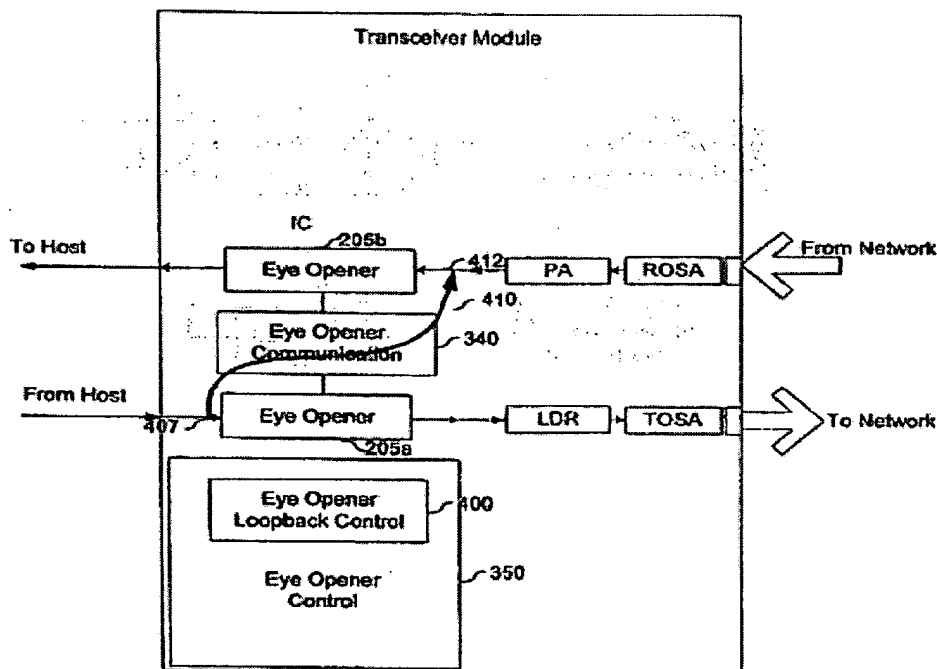 Transceiver Module
IC
To Host
205b
Eye Opener
412
PA
ROSA
From Network
410
Eye Opener
Communication
340
From Host
407
Eye Opener
205a
LDR
TOSA
To Network
Eye Opener
Loopback Control
400
Eye Opener
Control
350